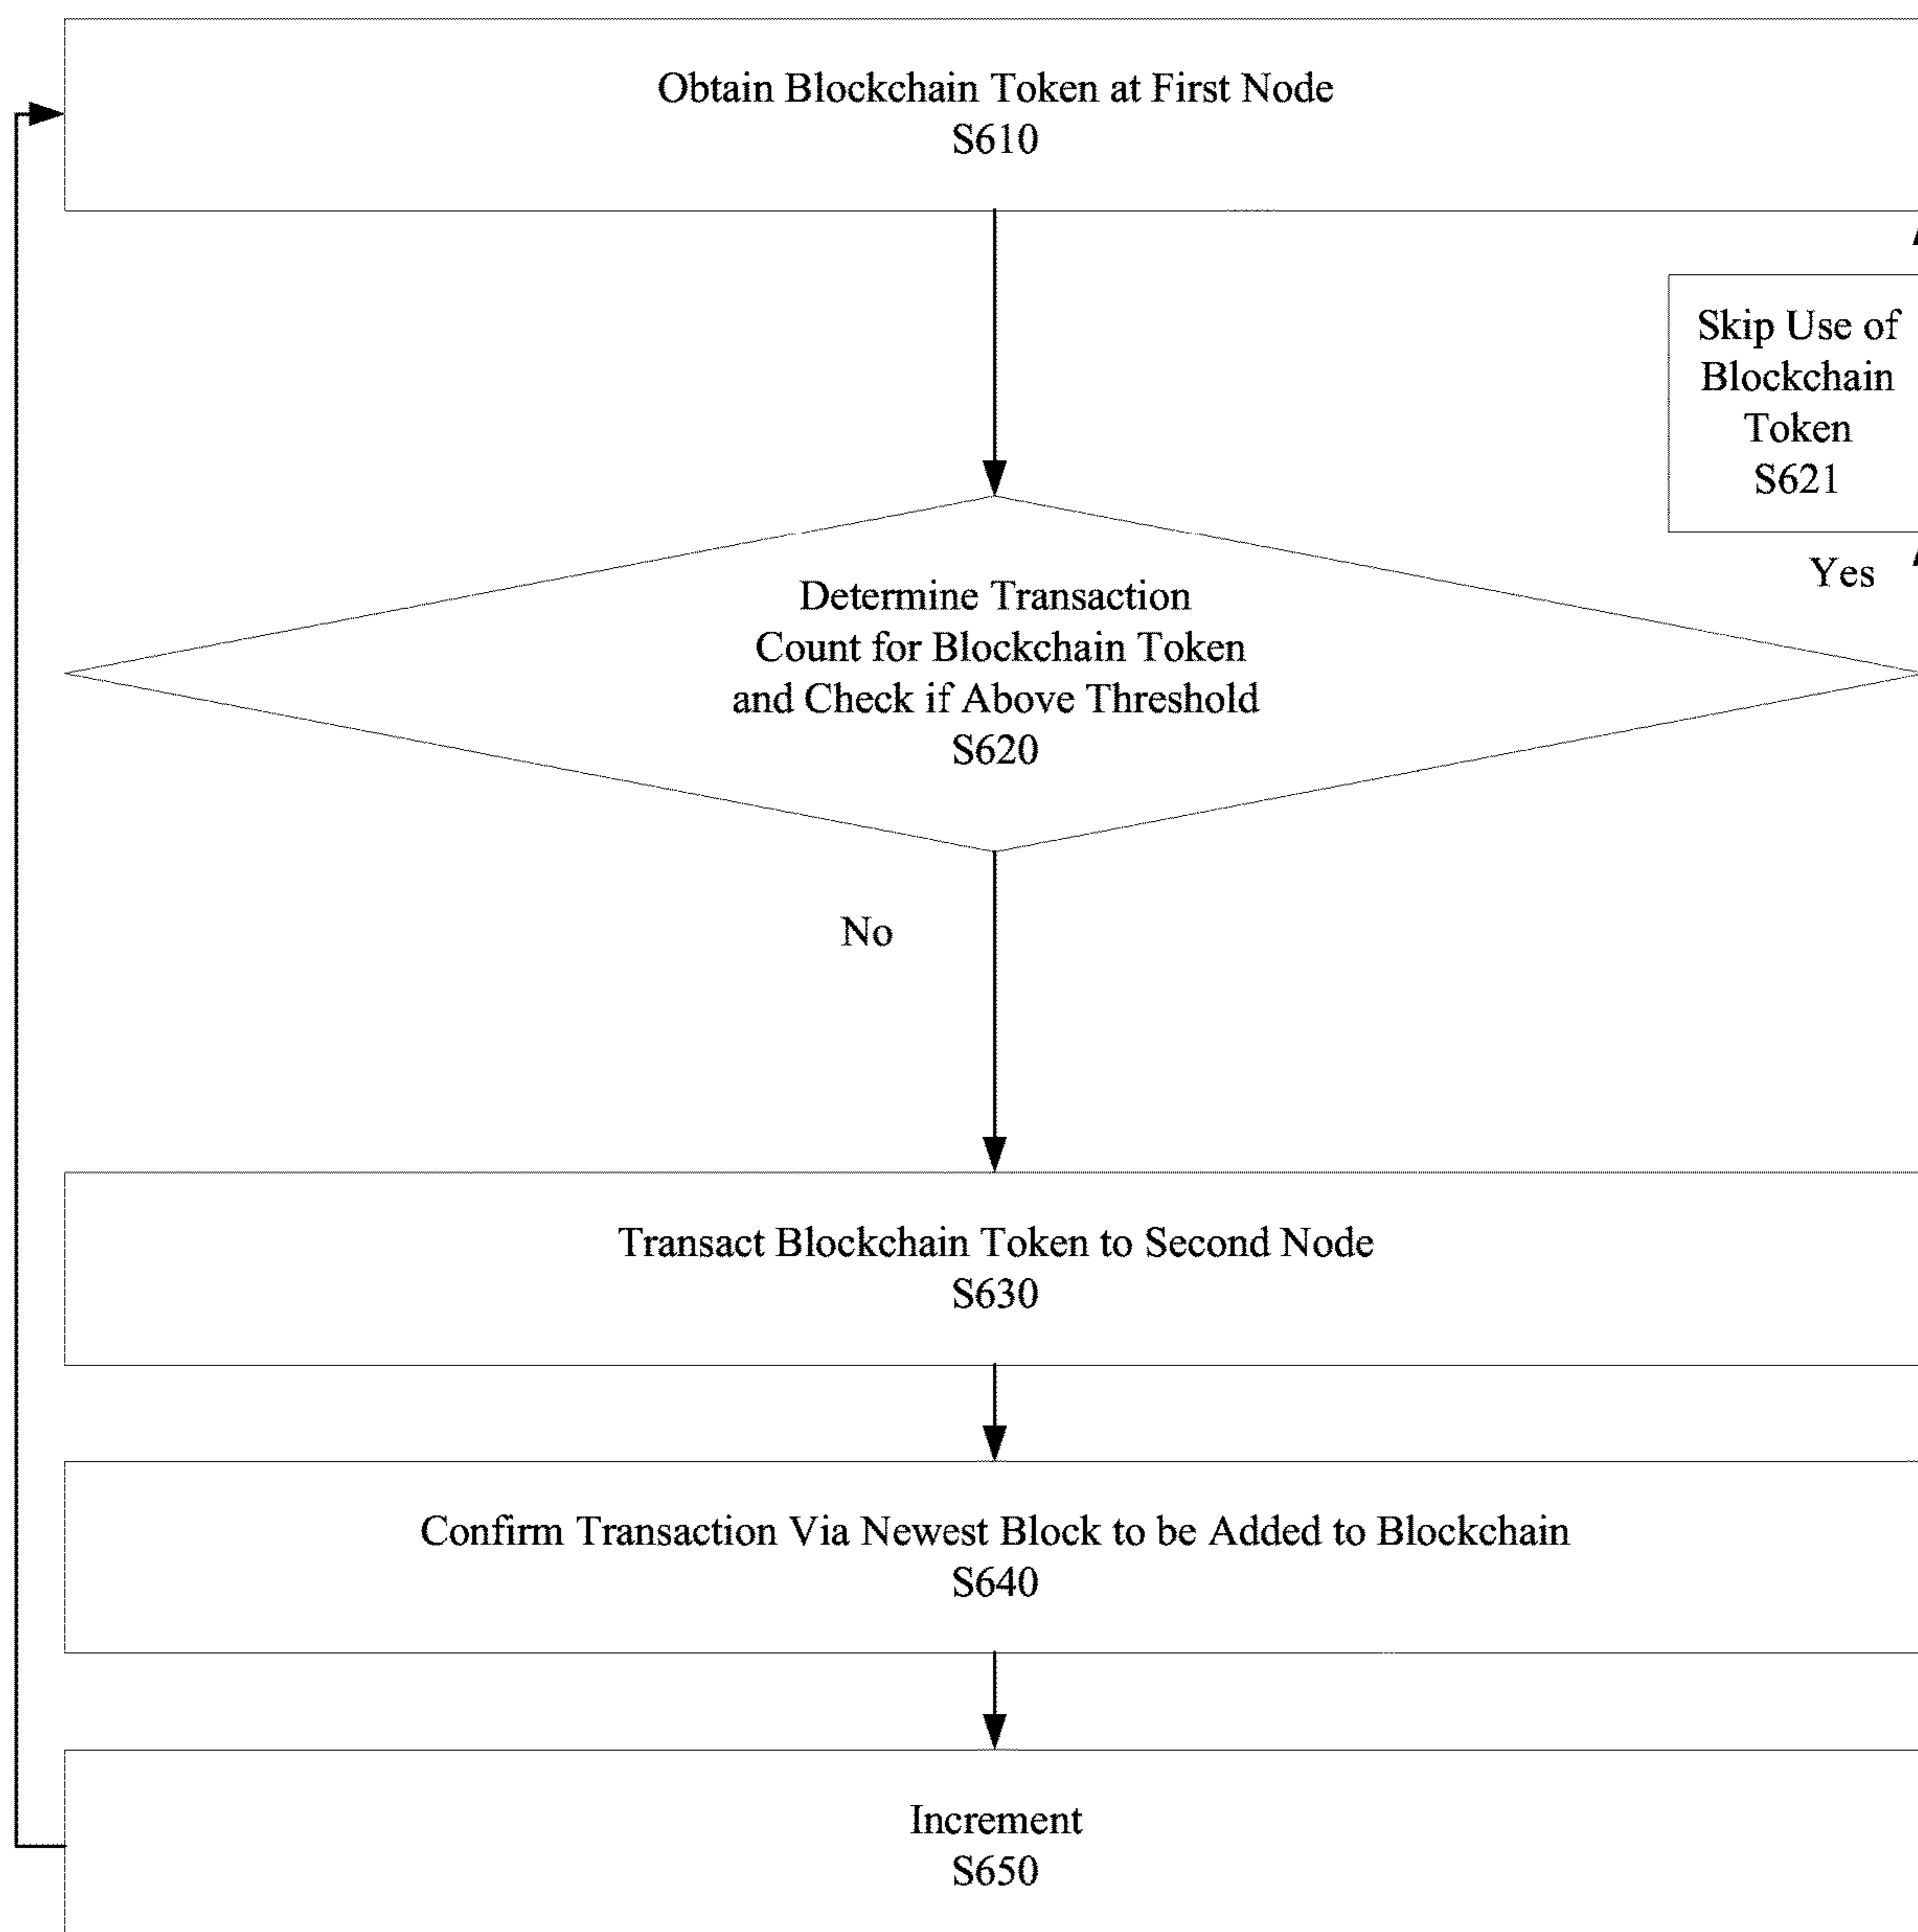 Obtain Blockchain Token at First Node
S610
Skip Use of
Blockchain
Token
S621
Yes
Determine Transaction
Count for Blockchain Token
and Check if Above Threshold
S620
No
Transact Blockchain Token to Second Node
S630
Confirm Transaction Via Newest Block to be Added to Blockchain
S640
Increment
S650